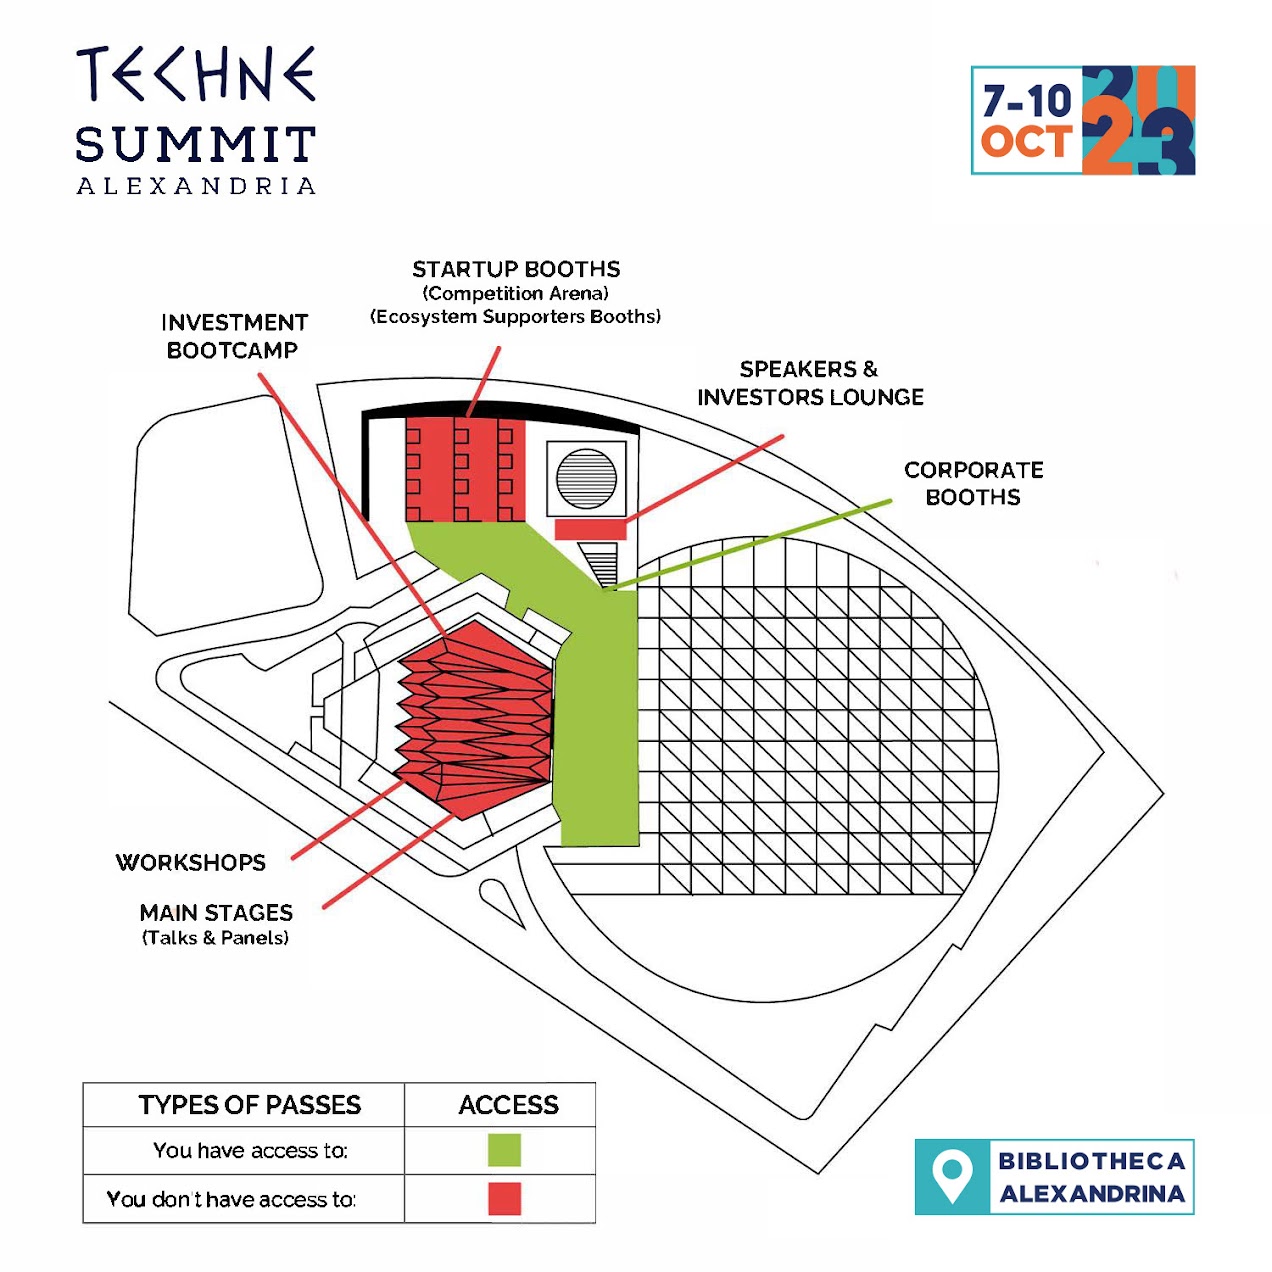 TECHNE
SUMMIT
ALEXANDRIA
7-10
OCT
2023
STARTUP BOOTHS
(Competition Arena)
(Ecosystem Supporters Booths)
INVESTMENT
BOOTCAMP
SPEAKERS &
INVESTORS LOUNGE
CORPORATE
BOOTHS
WORKSHOPS
MAIN STAGES
(Talks & Panels)
TYPES OF PASSES
ACCESS
You have access to:
You don't have access to:
BIBLIOTHECA
ALEXANDRINA